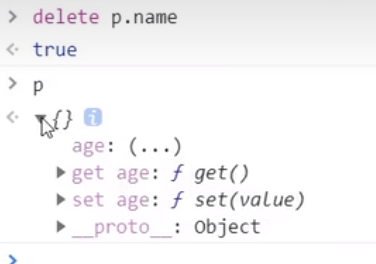 > delete p.name
<· true
> p
<· ▼{} i
age: (...)
▶ get age: ƒ get()
▶ set age: ƒ set(value)
▶ __proto__: Object
>